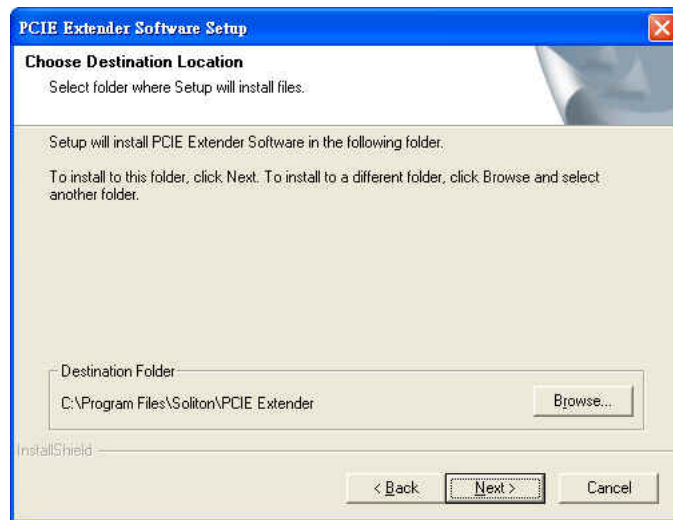 PCIE Extender Software Setup
Choose Destination Location
Select folder where Setup will install files.
Setup will install PCIE Extender Software in the following folder.
To install to this folder, click Next. To install to a different folder, click Browse and select
another folder.
Destination Folder
C:\Program Files\Soliton\PCIE Extender
Browse...
InstallShield
< Back
Next >
Cancel